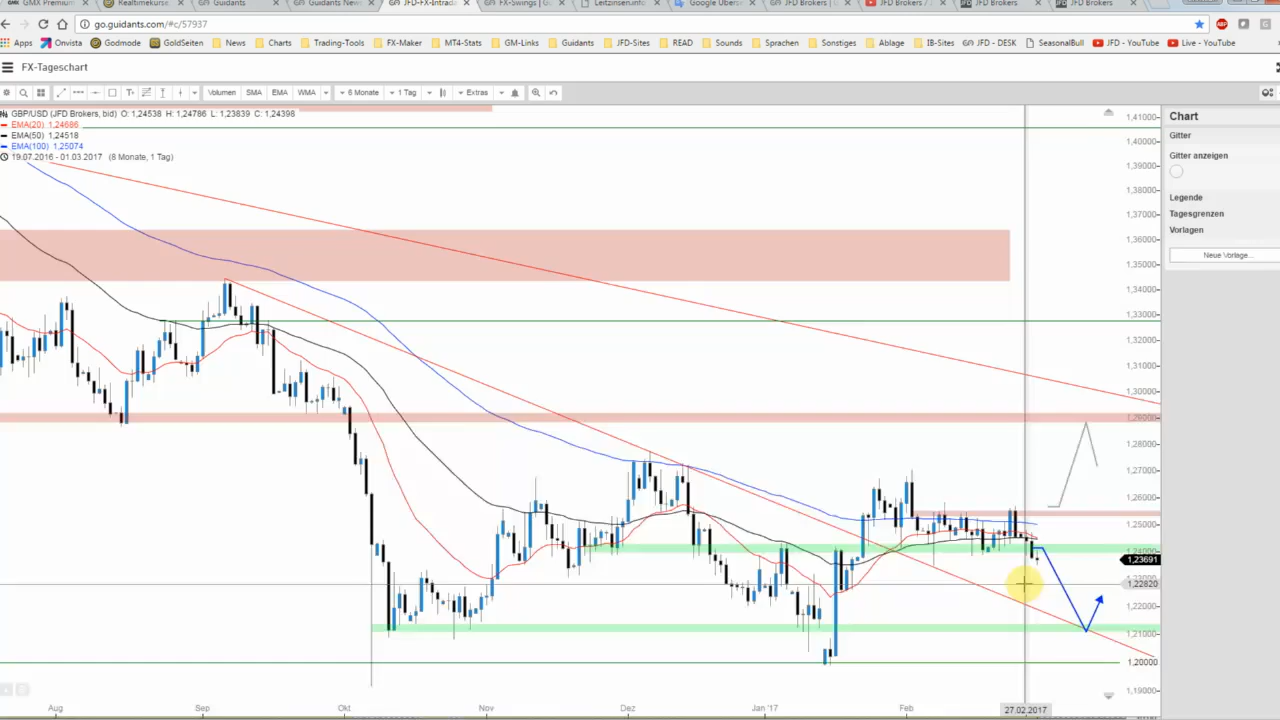 GMX Premium
Realtimekurse
Guidants
Guidants News
JFD-FX-Intrada
FX-Swings | G
Leitzinsen.info
Google Übers
JFD Brokers |
JFD Brokers
JFD Brokers /
JFD Brokers
JFD Brokers
go.guidants.com/#c/57937
Apps Onvista Godmode GoldSeiten News Charts Trading-Tools FX-Maker MT4-Stats GM-Links Guidants JFD-Sites READ Sounds Sprachen Sonstiges Ablage IB-Sites JFD - DESK SeasonalBull JFD - YouTube Live - YouTube
FX-Tageschart
Volumen SMA EMA WMA 6 Monate 1 Tag Extras
GBP/USD (JFD Brokers, bid) O: 1,24538 H: 1,24786 L: 1,23839 C: 1,24398
EMA(20) 1,24686
EMA(50) 1,24518
EMA(100) 1,25074
19.07.2016 - 01.03.2017 (8 Monate, 1 Tag)
1,41000
1,40000
1,39000
1,38000
1,37000
1,36000
1,35000
1,34000
1,33000
1,32000
1,31000
1,30000
1,29000
1,28000
1,27000
1,26000
1,25000
1,24000
1,23691
1,23000
1,22820
1,22000
1,21000
1,20000
1,19000
Aug Sep Okt Nov Dez Jan '17 Feb 27.02.2017
Chart
Gitter
Gitter anzeigen
Legende
Tagesgrenzen
Vorlagen
Neue Vorlage...